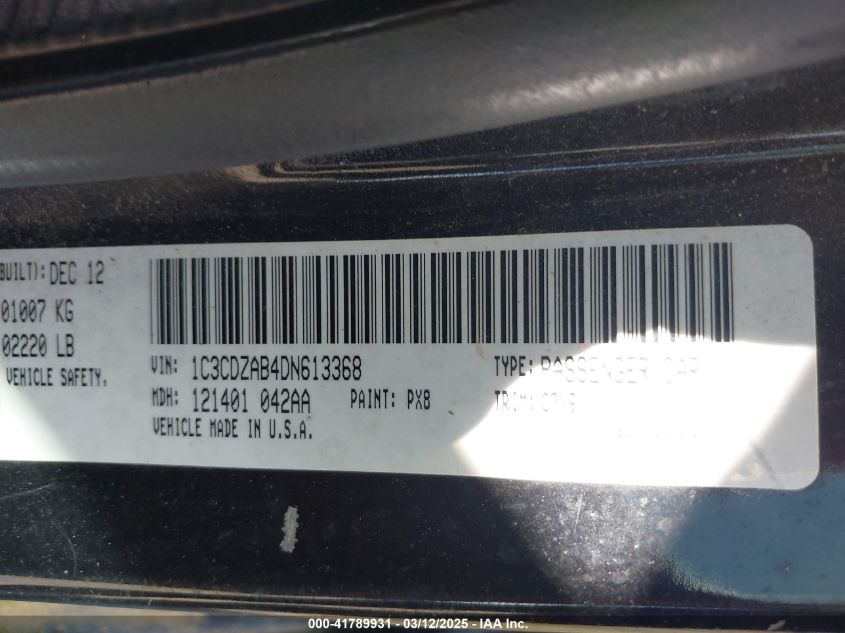 BUILT): DEC 12
01007 KG
02220 LB
VEHICLE SAFETY.
VIN: 1C3CDZAB4DN613368 TYPE: PASSENGER CAR
MDH: 121401 042AA PAINT: PX8 TRIM:
VEHICLE MADE IN U.S.A.
000-41789931 - 03/12/2025 - IAA Inc.